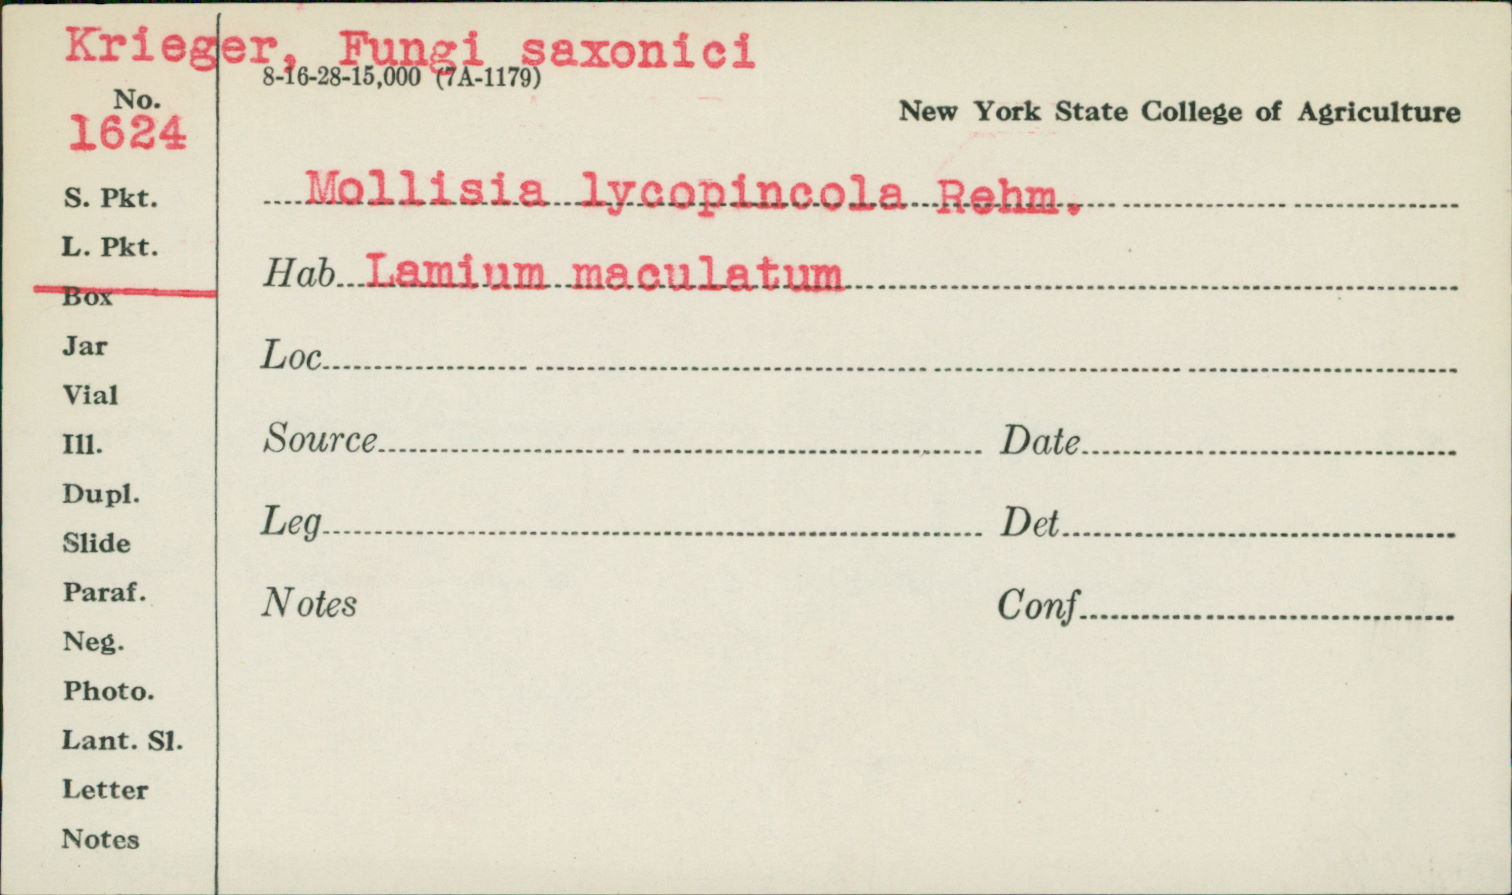 Krieger, Fungi saxonici
8-16-28-15,000 (7A-1179)
No.
1624
New York State College of Agriculture
S. Pkt.
Mollisia lycopincola Rehm.
L. Pkt.
Hab. Lamium maculatum
Box
Jar
Loc.
Vial
Ill.
Source
Date
Dupl.
Leg.
Det.
Slide
Paraf.
Notes
Conf.
Neg.
Photo.
Lant. Sl.
Letter
Notes